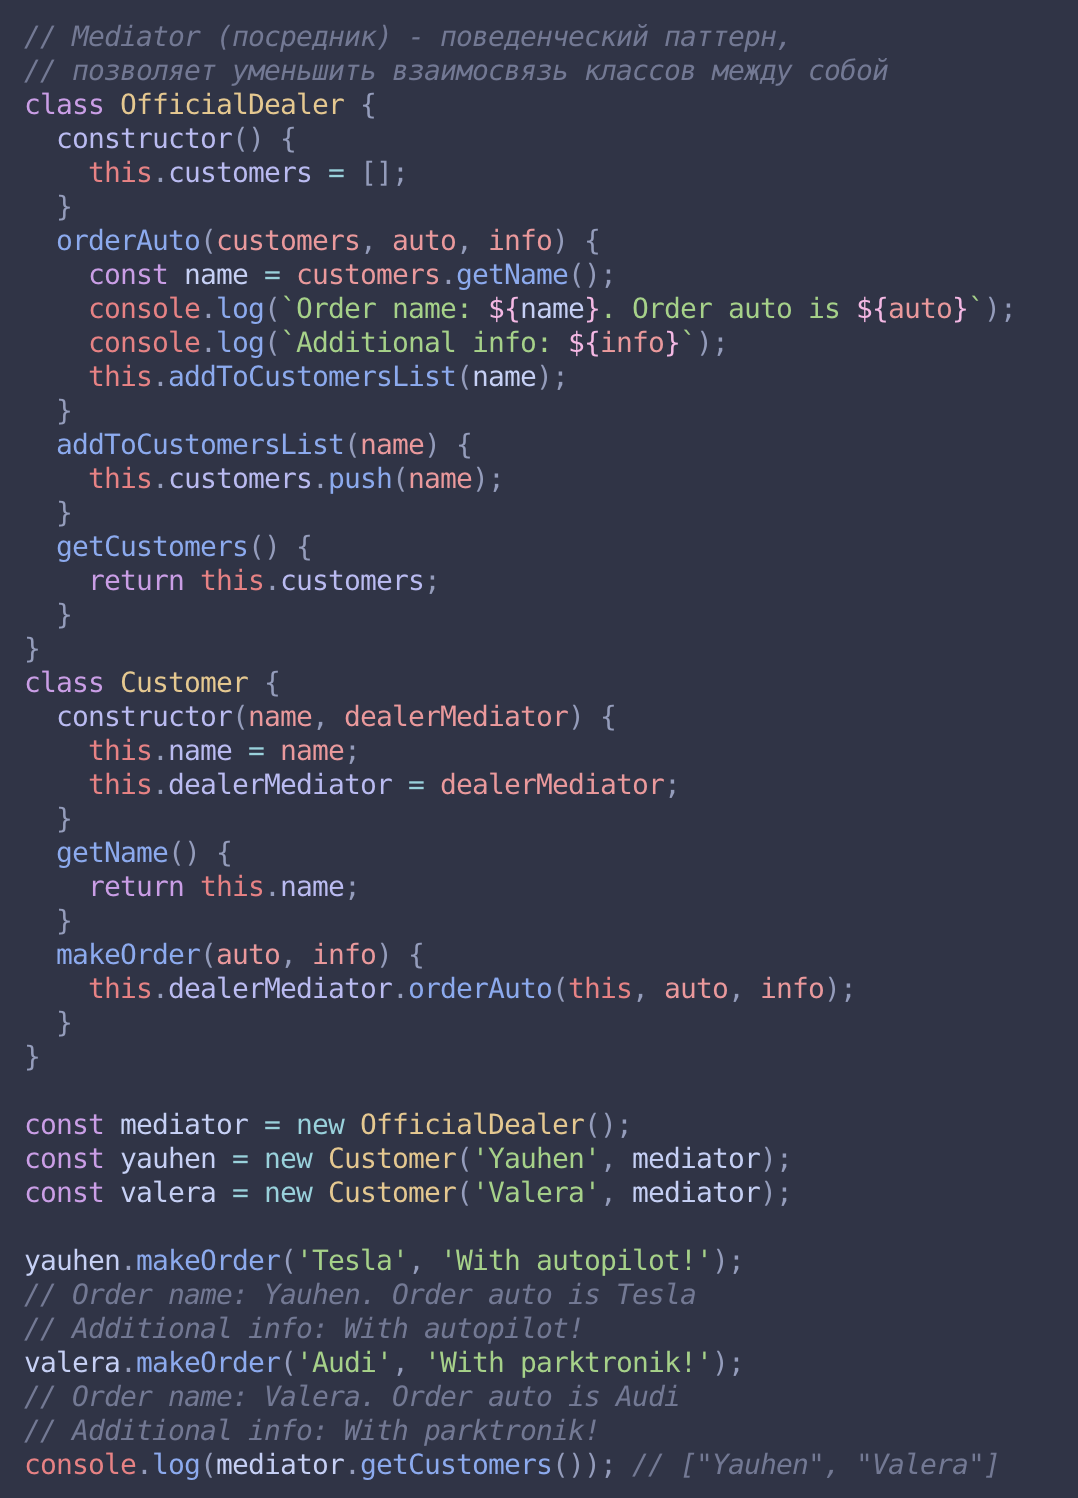 // Mediator (посредник) - поведенческий паттерн,
// позволяет уменьшить взаимосвязь классов между собой
class OfficialDealer {
  constructor() {
    this.customers = [];
  }
  orderAuto(customers, auto, info) {
    const name = customers.getName();
    console.log(`Order name: ${name}. Order auto is ${auto}`);
    console.log(`Additional info: ${info}`);
    this.addToCustomersList(name);
  }
  addToCustomersList(name) {
    this.customers.push(name);
  }
  getCustomers() {
    return this.customers;
  }
}
class Customer {
  constructor(name, dealerMediator) {
    this.name = name;
    this.dealerMediator = dealerMediator;
  }
  getName() {
    return this.name;
  }
  makeOrder(auto, info) {
    this.dealerMediator.orderAuto(this, auto, info);
  }
}

const mediator = new OfficialDealer();
const yauhen = new Customer('Yauhen', mediator);
const valera = new Customer('Valera', mediator);

yauhen.makeOrder('Tesla', 'With autopilot!');
// Order name: Yauhen. Order auto is Tesla
// Additional info: With autopilot!
valera.makeOrder('Audi', 'With parktronik!');
// Order name: Valera. Order auto is Audi
// Additional info: With parktronik!
console.log(mediator.getCustomers()); // ["Yauhen", "Valera"]